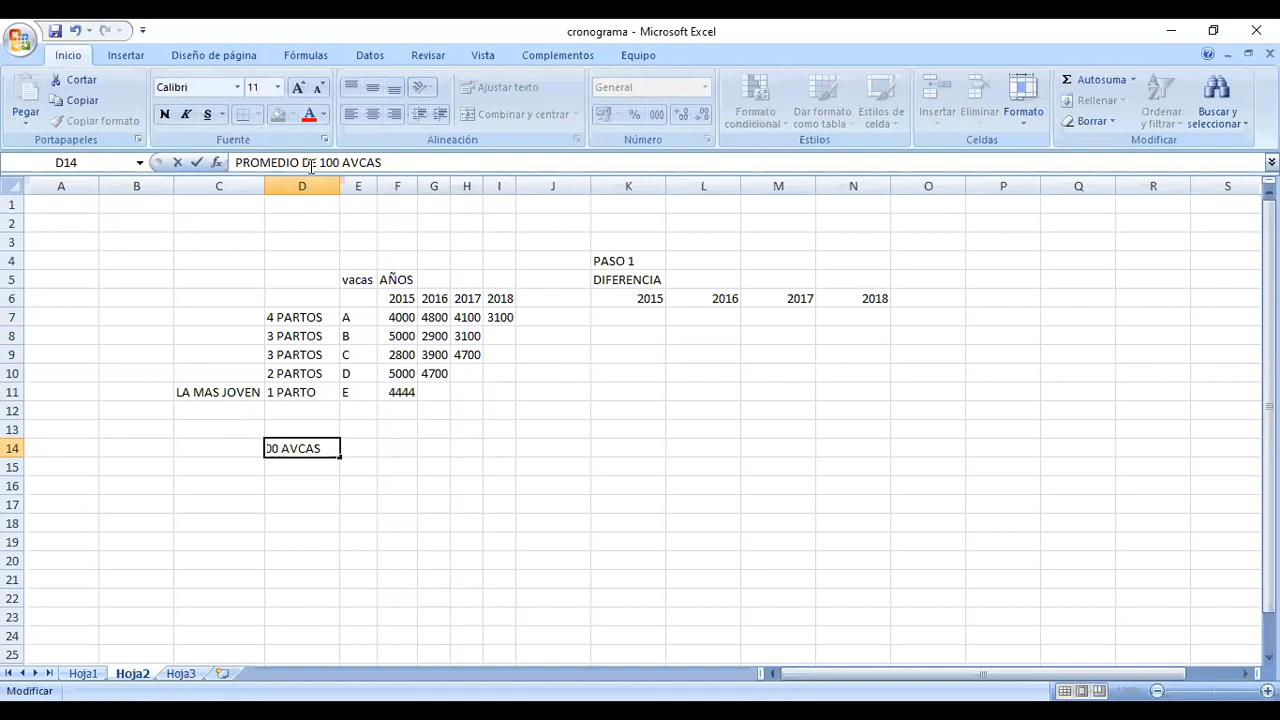 cronograma - Microsoft Excel
Inicio Insertar Diseño de página Fórmulas Datos Revisar Vista Complementos Equipo
Pegar Cortar Copiar Copiar formato
Calibri 11
N K S A
Ajustar texto
Combinar y centrar
General
% 000
Formato condicional Dar formato como tabla Estilos de celda
Insertar Eliminar Formato
Autosuma Rellenar Borrar
Ordenar y filtrar Buscar y seleccionar
Portapapeles Fuente Alineación Número Estilos Celdas Modificar
D14 fx PROMEDIO DE 100 AVCAS
A B C D E F G H I J K L M N O P Q R S
1
2
3
4 PASO 1
5 vacas AÑOS DIFERENCIA
6 2015 2016 2017 2018 2015 2016 2017 2018
7 4 PARTOS A 4000 4800 4100 3100
8 3 PARTOS B 5000 2900 3100
9 3 PARTOS C 2800 3900 4700
10 2 PARTOS D 5000 4700
11 LA MAS JOVEN 1 PARTO E 4444
12
13
14 00 AVCAS
15
16
17
18
19
20
21
22
23
24
25
Hoja1 Hoja2 Hoja3
Modificar